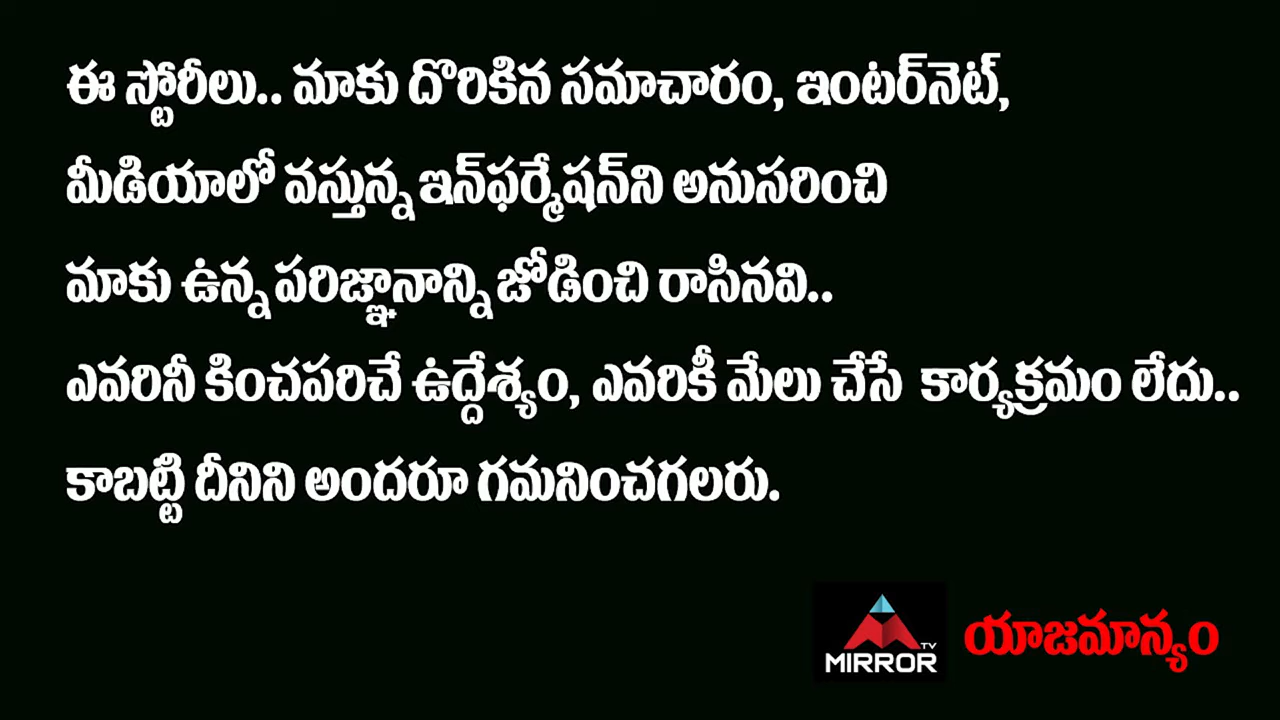 ఈ స్టోరీలు.. మాకు దొరికిన సమాచారం, ఇంటర్‌నెట్,
మీడియాలో వస్తున్న ఇన్‌ఫర్మేషన్‌ని అనుసరించి
మాకు ఉన్న పరిజ్ఞానాన్ని జోడించి రాసినవి..
ఎవరినీ కించపరిచే ఉద్దేశ్యం, ఎవరికీ మేలు చేసే కార్యక్రమం లేదు..
కాబట్టి దీనిని అందరూ గమనించగలరు.
TV
MIRROR
యాజమాన్యం